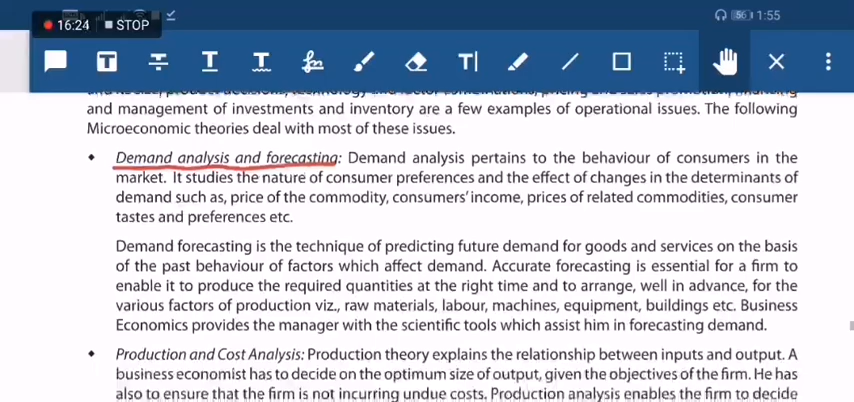 16:24 STOP
56 1:55
and management of investments and inventory are a few examples of operational issues. The following
Microeconomic theories deal with most of these issues.
Demand analysis and forecasting: Demand analysis pertains to the behaviour of consumers in the
market. It studies the nature of consumer preferences and the effect of changes in the determinants of
demand such as, price of the commodity, consumers' income, prices of related commodities, consumer
tastes and preferences etc.
Demand forecasting is the technique of predicting future demand for goods and services on the basis
of the past behaviour of factors which affect demand. Accurate forecasting is essential for a firm to
enable it to produce the required quantities at the right time and to arrange, well in advance, for the
various factors of production viz., raw materials, labour, machines, equipment, buildings etc. Business
Economics provides the manager with the scientific tools which assist him in forecasting demand.
Production and Cost Analysis: Production theory explains the relationship between inputs and output. A
business economist has to decide on the optimum size of output, given the objectives of the firm. He has
also to ensure that the firm is not incurring undue costs. Production analysis enables the firm to decide